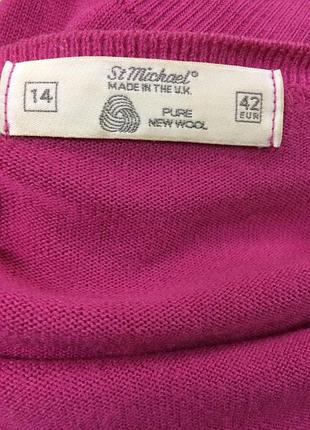 St Michael®
MADE IN THE U.K.
14
PURE
NEW WOOL
42
EUR